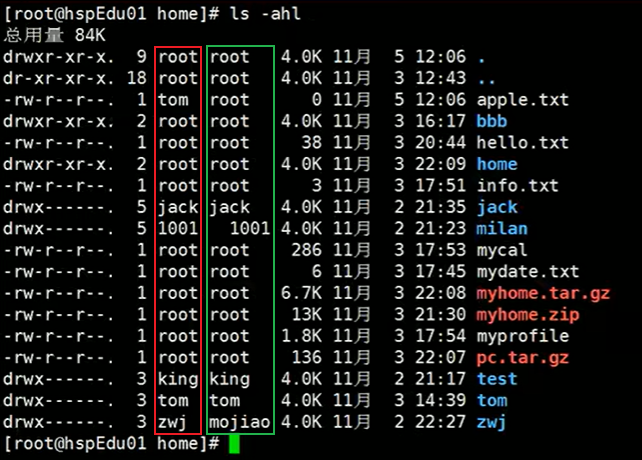 [root@hspEdu01 home]# ls -ahl
总用量 84K
drwxr-xr-x.  9 root root   4.0K 11月  5 12:06 .
dr-xr-xr-x. 18 root root   4.0K 11月  3 12:43 ..
-rw-r--r--.  1 tom  root      0 11月  5 12:06 apple.txt
drwxr-xr-x.  2 root root   4.0K 11月  3 16:17 bbb
-rw-r--r--.  1 root root     38 11月  3 20:44 hello.txt
drwxr-xr-x.  2 root root   4.0K 11月  3 22:09 home
-rw-r--r--.  1 root root      3 11月  3 17:51 info.txt
drwx------.  5 jack jack   4.0K 11月  2 21:35 jack
drwx------.  5 1001   1001 4.0K 11月  2 21:23 milan
-rw-r--r--.  1 root root    286 11月  3 17:53 mycal
-rw-r--r--.  1 root root      6 11月  3 17:45 mydate.txt
-rw-r--r--.  1 root root   6.7K 11月  3 22:08 myhome.tar.gz
-rw-r--r--.  1 root root    13K 11月  3 21:30 myhome.zip
-rw-r--r--.  1 root root   1.8K 11月  3 17:54 myprofile
-rw-r--r--.  1 root root    136 11月  3 22:07 pc.tar.gz
drwx------.  3 king king   4.0K 11月  2 21:17 test
drwx------.  3 tom  tom    4.0K 11月  3 14:39 tom
drwx------.  3 zwj  mojiao 4.0K 11月  2 22:27 zwj
[root@hspEdu01 home]#